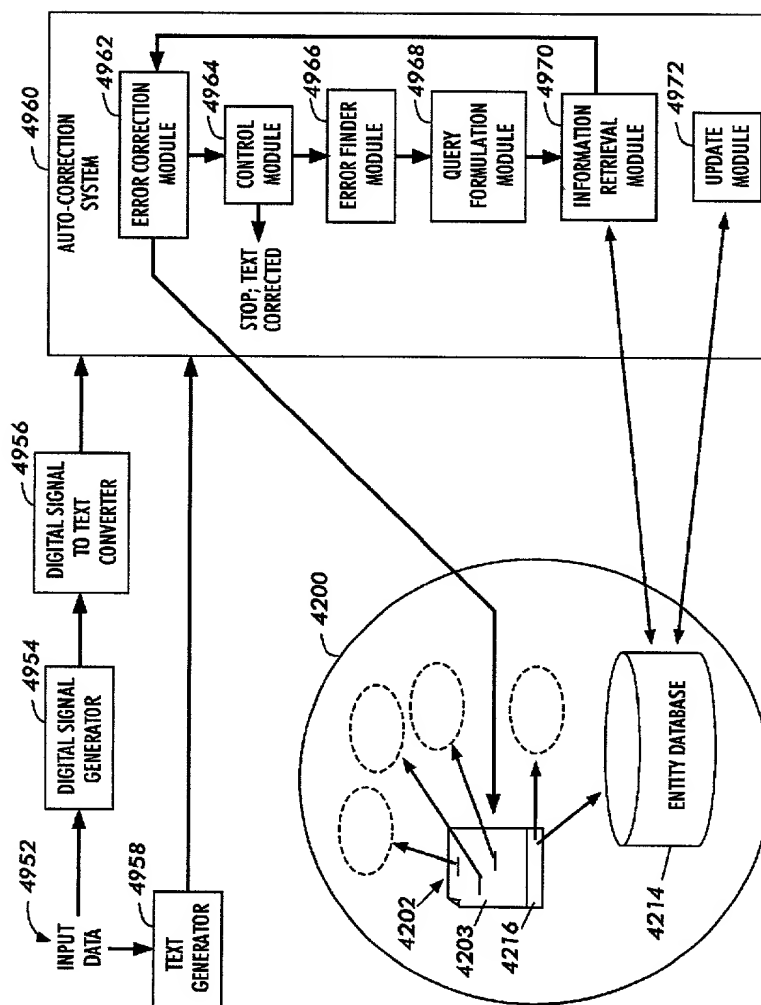 4952
INPUT
DATA
4954
DIGITAL SIGNAL
GENERATOR
4956
DIGITAL SIGNAL
TO TEXT
CONVERTER
4958
TEXT
GENERATOR
4960
AUTO-CORRECTION
SYSTEM
4962
ERROR CORRECTION
MODULE
4964
CONTROL
MODULE
STOP; TEXT
CORRECTED
4966
ERROR FINDER
MODULE
4968
QUERY
FORMULATION
MODULE
4970
INFORMATION
RETRIEVAL
MODULE
4972
UPDATE
MODULE
4200
4202
4203
4216
4214
ENTITY DATABASE